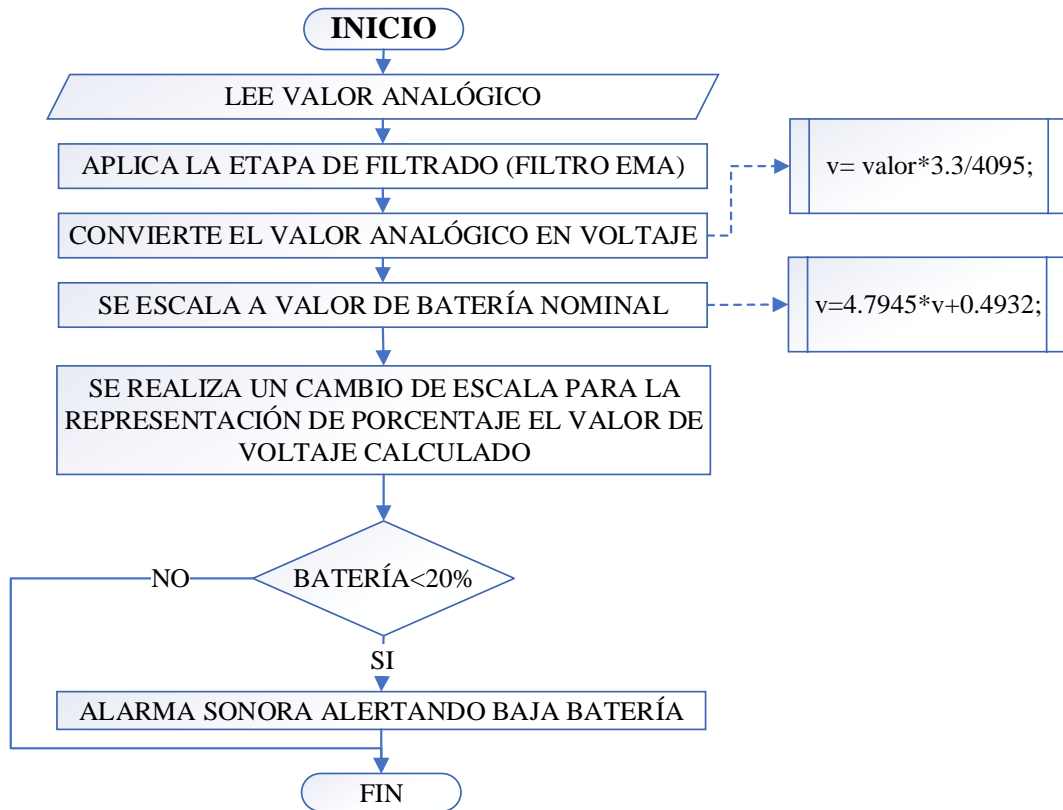 INICIO
LEE VALOR ANALÓGICO
APLICA LA ETAPA DE FILTRADO (FILTRO EMA)
v= valor*3.3/4095;
CONVIERTE EL VALOR ANALÓGICO EN VOLTAJE
SE ESCALA A VALOR DE BATERÍA NOMINAL
v=4.7945*v+0.4932;
SE REALIZA UN CAMBIO DE ESCALA PARA LA
REPRESENTACIÓN DE PORCENTAJE EL VALOR DE
VOLTAJE CALCULADO
BATERÍA<20%
NO
SI
ALARMA SONORA ALERTANDO BAJA BATERÍA
FIN